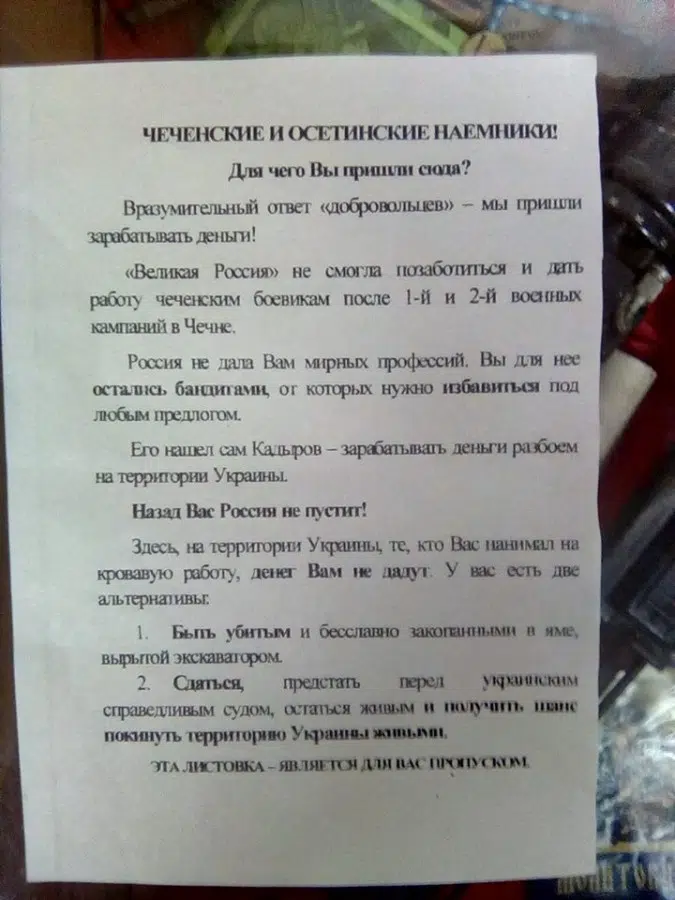 ЧЕЧЕНСКИЕ И ОСЕТИНСКИЕ НАЕМНИКИ!
Для чего Вы пришли сюда?
Вразумительный ответ «добровольцев» – мы пришли
зарабатывать деньги!
«Великая Россия» не смогла позаботиться и дать
работу чеченским боевикам после 1-й и 2-й военных
кампаний в Чечне.
Россия не дала Вам мирных профессий. Вы для нее
остались бандитами, от которых нужно избавиться под
любым предлогом.
Его нашел сам Кадыров – зарабатывать деньги разбоем
на территории Украины.
Назад Вас Россия не пустит!
Здесь, на территории Украины, те, кто Вас нанимал на
кровавую работу, денег Вам не дадут. У вас есть две
альтернативы:
1. Быть убитым и бесславно закопанными в яме,
вырытой экскаватором.
2. Сдаться, предстать перед украинским
справедливым судом, остаться живым и получить шанс
покинуть территорию Украины живыми.
ЭТА ЛИСТОВКА – ЯВЛЯЕТСЯ ДЛЯ ВАС ПРОПУСКОМ.